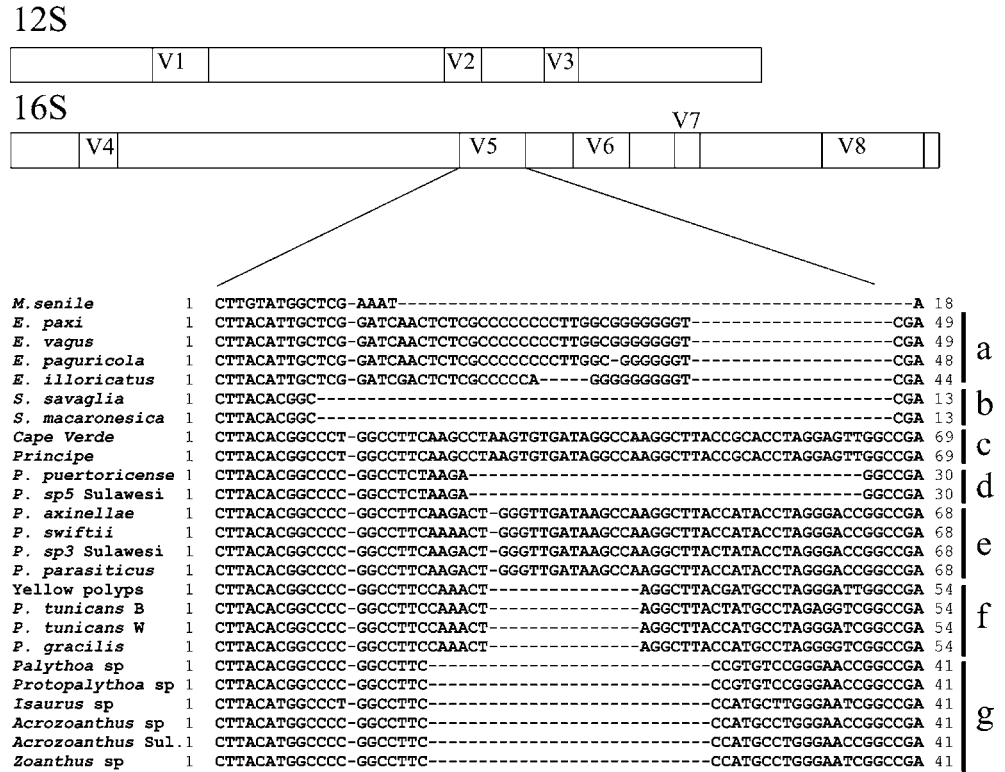 12S
V1 V2 V3
16S
V4 V5 V6 V7 V8
M.senile 1 CTTGTATGGCTCG-AAAT---------------------------------------------------A 18
E. paxi 1 CTTACATTGCTCG-GATCAACTCTCGCCCCCCCCTTGGCGGGGGGGT--------------------CGA 49
E. vagus 1 CTTACATTGCTCG-GATCAACTCTCGCCCCCCCCTTGGCGGGGGGGT--------------------CGA 49
E. paguricola 1 CTTACATTGCTCG-GATCAACTCTCGCCCCCCCCTTGGC-GGGGGGT--------------------CGA 48
E. illoricatus 1 CTTACATTGCTCG-GATCGACTCTCGCCCCCA-----GGGGGGGGGT--------------------CGA 44
a
S. savaglia 1 CTTACACGGC---------------------------------------------------------CGA 13
S. macaronesica 1 CTTACACGGC---------------------------------------------------------CGA 13
b
Cape Verde 1 CTTACACGGCCCT-GGCCTTCAAGCCTAAGTGTGATAGGCCAAGGCTTACCGCACCTAGGAGTTGGCCGA 69
Principe 1 CTTACACGGCCCT-GGCCTTCAAGCCTAAGTGTGATAGGCCAAGGCTTACCGCACCTAGGAGTTGGCCGA 69
c
P. puertoricense 1 CTTACACGGCCCC-GGCCTCTAAGA---------------------------------------GGCCGA 30
P. sp5 Sulawesi 1 CTTACACGGCCCC-GGCCTCTAAGA---------------------------------------GGCCGA 30
d
P. axinellae 1 CTTACACGGCCCC-GGCCTTCAAGACT-GGGTTGATAAGCCAAGGCTTACCATACCTAGGGACCGGCCGA 68
P. swiftii 1 CTTACACGGCCCC-GGCCTTCAAAACT-GGGTTGATAAGCCAAGGCTTACCATACCTAGGGACCGGCCGA 68
P. sp3 Sulawesi 1 CTTACACGGCCCC-GGCCTTCAAGACT-GGGTTGATAAGCCAAGGCTTACTATACCTAGGGACCGGCCGA 68
P. parasiticus 1 CTTACACGGCCCC-GGCCTTCAAGACT-GGGTTGATAAGCCAAGGCTTACCATACCTAGGGACCGGCCGA 68
e
Yellow polyps 1 CTTACACGGCCCC-GGCCTTCCAAACT---------------AGGCTTACGATGCCTAGGGATTGGCCGA 54
P. tunicans B 1 CTTACACGGCCCC-GGCCTTCCAAACT---------------AGGCTTACTATGCCTAGAGGTCGGCCGA 54
P. tunicans W 1 CTTACACGGCCCC-GGCCTTCCAAACT---------------AGGCTTACCATGCCTAGGGATCGGCCGA 54
P. gracilis 1 CTTACACGGCCCC-GGCCTTCCAAACT---------------AGGCTTACCATGCCTAGGGGTCGGCCGA 54
f
Palythoa sp 1 CTTACACGGCCCC-GGCCTTC----------------------------CCGTGTCCGGGAACCGGCCGA 41
Protopalythoa sp 1 CTTACACGGCCCC-GGCCTTC----------------------------CCGTGTCCGGGAACCGGCCGA 41
Isaurus sp 1 CTTACATGGCCCT-GGCCTTC----------------------------CCATGCTTGGGAATCGGCCGA 41
Acrozoanthus sp 1 CTTACATGGCCCC-GGCCTTC----------------------------CCATGCCTGGGAACCGGCCGA 41
Acrozoanthus Sul. 1 CTTACATGGCCCC-GGCCTTC----------------------------CCATGCCTGGGAACCGGCCGA 41
Zoanthus sp 1 CTTACATGGCCCC-GGCCTTC----------------------------CCATGCCTGGGAATCGGCCGA 41
g